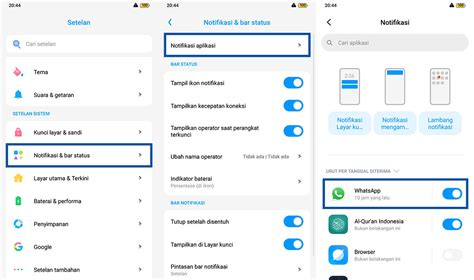 20:44
Setelan
Cari setelan
Tema
Suara & getaran
SETELAN SISTEM
Kunci layar & sandi
Notifikasi & bar status
Layar utama & Terkini
Baterai & performa
Penyimpanan
Google
Setelan tambahan
20:44
Notifikasi & bar status
Notifikasi aplikasi
BAR STATUS
Tampil ikon notifikasi
Tampilkan kecepatan koneksi
Tampilkan operator saat perangkat
terkunci
Ubah nama operator
Tidak ada | Tidak ada
Indikator baterai
Persentase (di ikon)
BAR NOTIFIKASI
Tutup setelah disentuh
Tampilkan di Layar kunci
Pintasan bar notifikasi
20:44
Notifikasi
Cari aplikasi
2:36
Notifikasi
Layar ku...
Notifikasi
mengam...
Lambang
notifikasi
URUT PER TANGGAL DITERIMA
WhatsApp
10 jam yang lalu
Al-Qur'an Indonesia
Bukan belakangan ini
Browser
Bukan belakangan ini